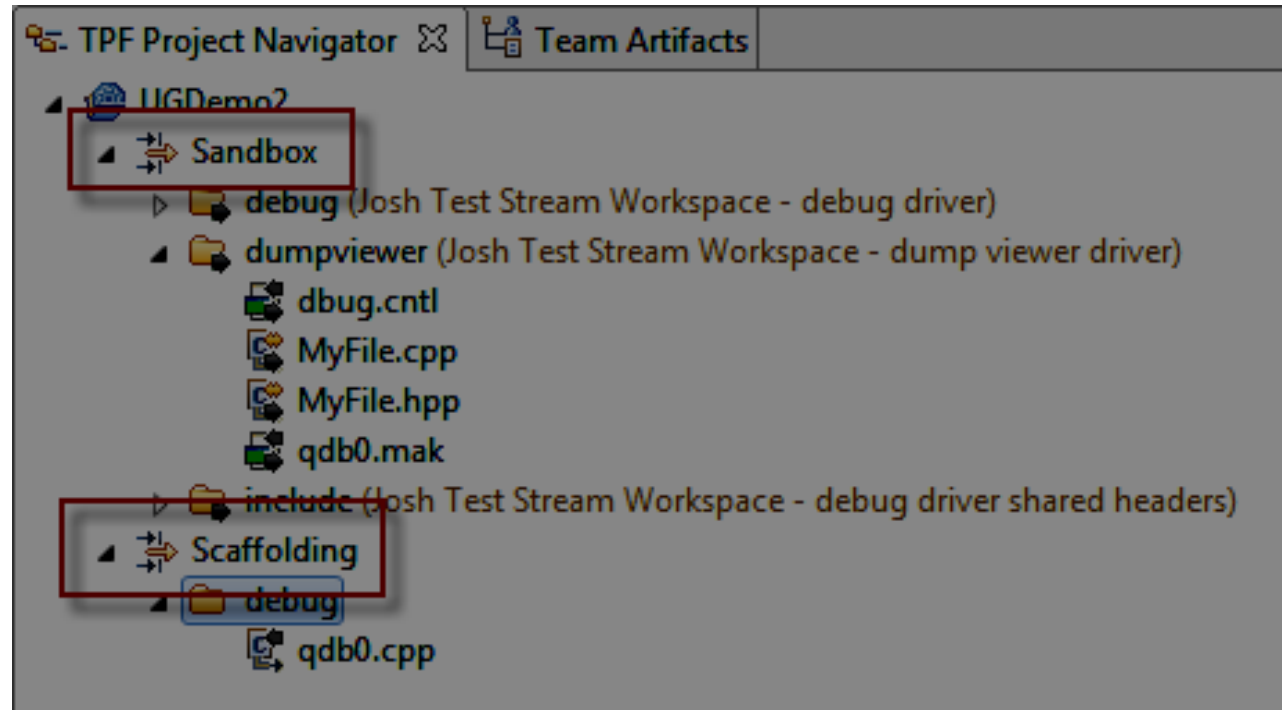 TPF Project Navigator Team Artifacts
UGDemo2
Sandbox
debug (Josh Test Stream Workspace - debug driver)
dumpviewer (Josh Test Stream Workspace - dump viewer driver)
dbug.cntl
MyFile.cpp
MyFile.hpp
qdb0.mak
include (Josh Test Stream Workspace - debug driver shared headers)
Scaffolding
debug
qdb0.cpp